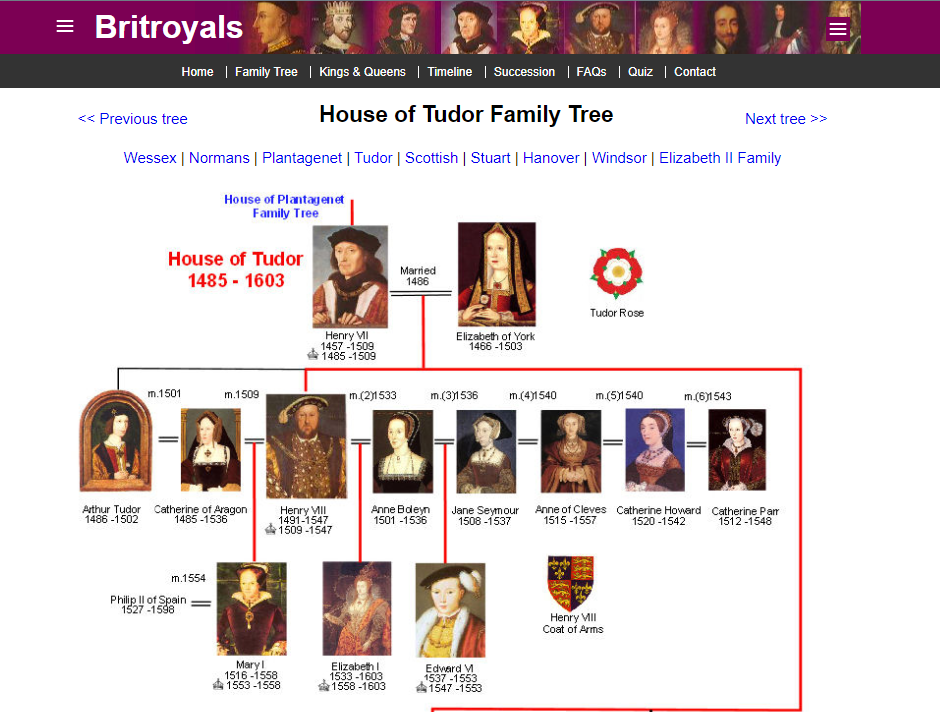 Britroyals
Home | Family Tree | Kings & Queens | Timeline | Succession | FAQs | Quiz | Contact
<< Previous tree
House of Tudor Family Tree
Next tree >>
Wessex | Normans | Plantagenet | Tudor | Scottish | Stuart | Hanover | Windsor | Elizabeth II Family
House of Plantagenet
Family Tree
House of Tudor
1485 - 1603
Married
1486
Henry VII
1457 -1509
1485 -1509
Elizabeth of York
1466 -1503
Tudor Rose
m.1501
m.1509
m.(2)1533
m.(3)1536
m.(4)1540
m.(5)1540
m.(6)1543
Arthur Tudor
1486 -1502
Catherine of Aragon
1485 -1536
Henry VIII
1491-1547
1509 -1547
Anne Boleyn
1501 -1536
Jane Seymour
1508 -1537
Anne of Cleves
1515 -1557
Catherine Howard
1520 -1542
Catherine Parr
1512 -1548
m.1554
Philip II of Spain
1527 -1598
Mary I
1516 -1558
1553 -1558
Elizabeth I
1533 -1603
1558 -1603
Edward VI
1537 -1553
1547 -1553
Henry VIII
Coat of Arms